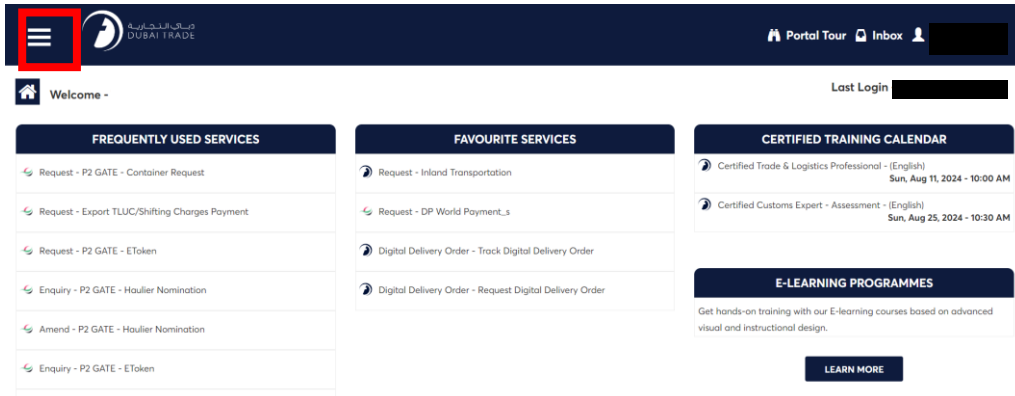 دبي التجارية
DUBAI TRADE
Portal Tour Inbox
Welcome -
Last Login
FREQUENTLY USED SERVICES
Request - P2 GATE - Container Request
Request - Export TLUC/Shifting Charges Payment
Request - P2 GATE - EToken
Enquiry - P2 GATE - Haulier Nomination
Amend - P2 GATE - Haulier Nomination
Enquiry - P2 GATE - EToken
FAVOURITE SERVICES
Request - Inland Transportation
Request - DP World Payment_s
Digital Delivery Order - Track Digital Delivery Order
Digital Delivery Order - Request Digital Delivery Order
CERTIFIED TRAINING CALENDAR
Certified Trade & Logistics Professional - (English)
Sun, Aug 11, 2024 - 10:00 AM
Certified Customs Expert - Assessment - (English)
Sun, Aug 25, 2024 - 10:30 AM
E-LEARNING PROGRAMMES
Get hands-on training with our E-learning courses based on advanced
visual and instructional design.
LEARN MORE